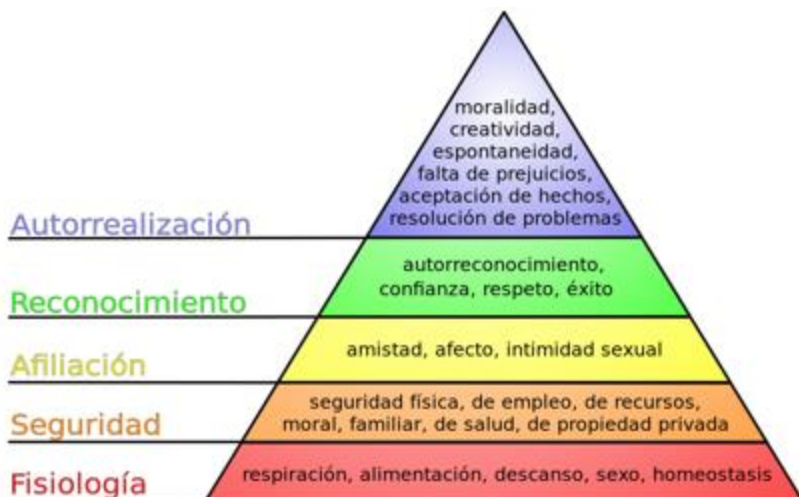 moralidad,
creatividad,
espontaneidad,
falta de prejuicios,
aceptación de hechos,
resolución de problemas
Autorrealización
autorreconocimiento,
confianza, respeto, éxito
Reconocimiento
amistad, afecto, intimidad sexual
Afiliación
seguridad física, de empleo, de recursos,
moral, familiar, de salud, de propiedad privada
Seguridad
respiración, alimentación, descanso, sexo, homeostasis
Fisiología